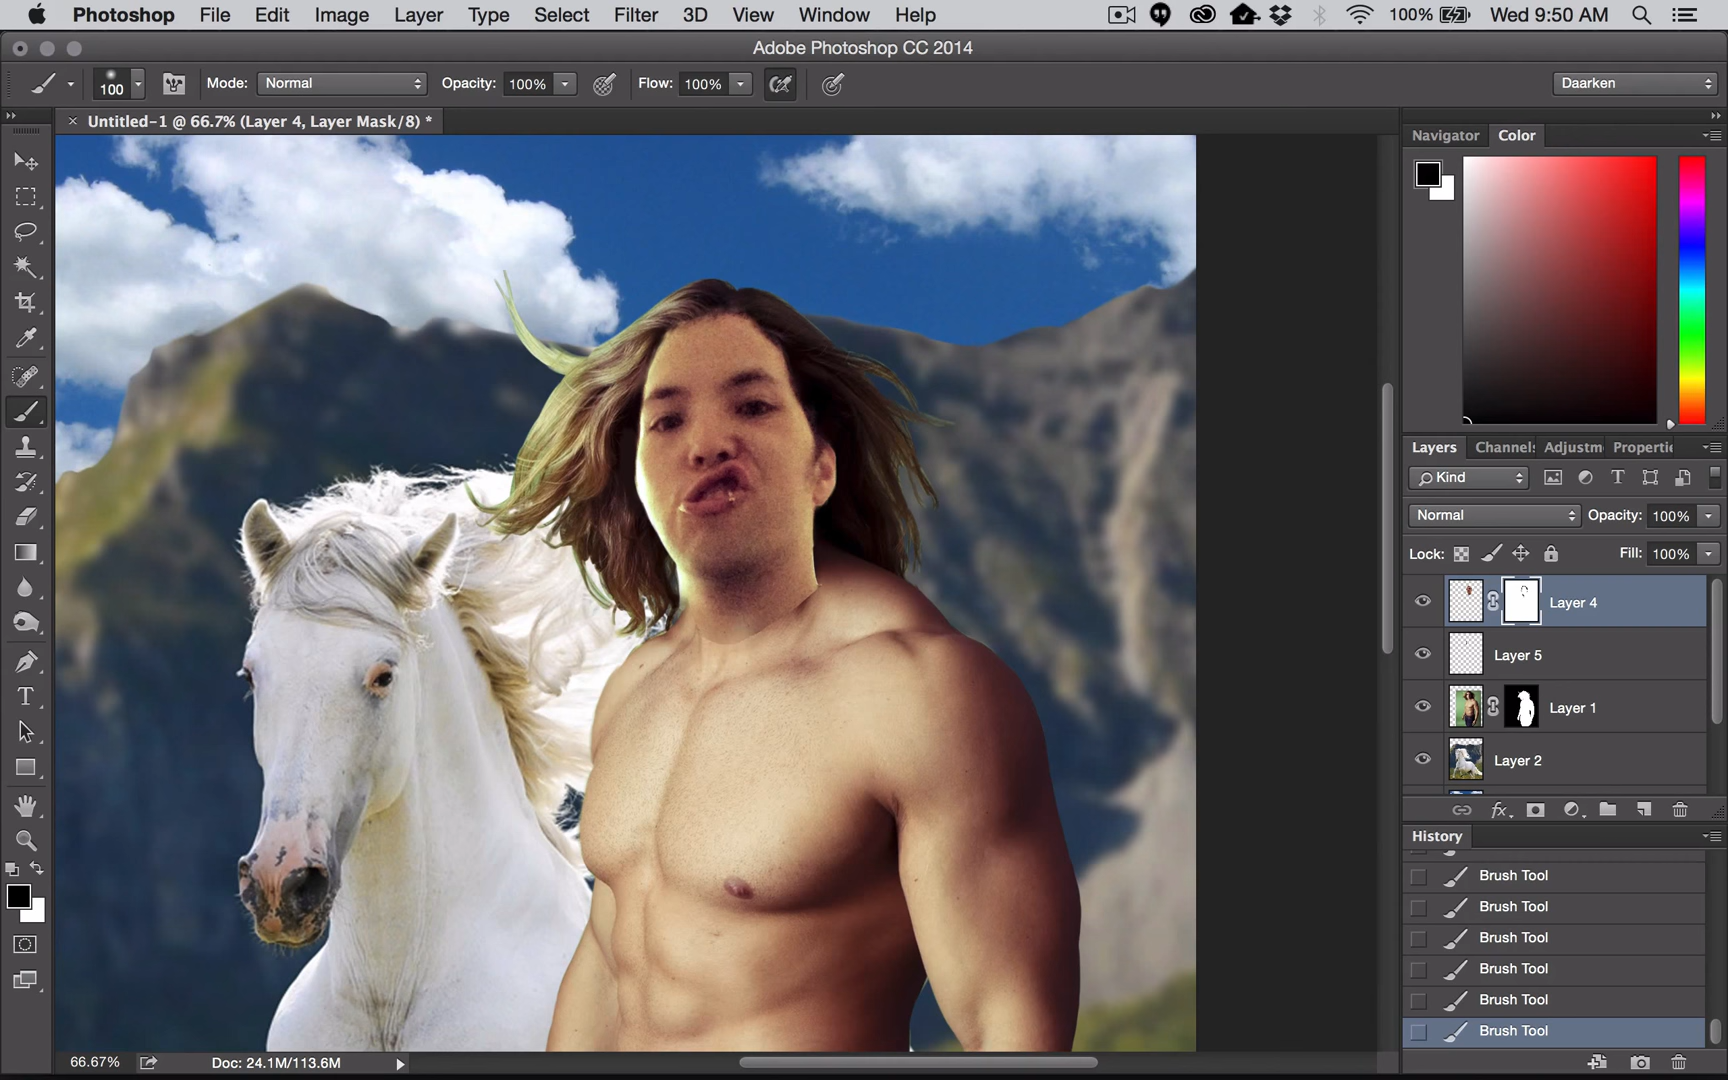 Photoshop File Edit Image Layer Type Select Filter 3D View Window Help 100% Wed 9:50 AM
Adobe Photoshop CC 2014
100 Mode: Normal Opacity: 100% Flow: 100% Daarken
Untitled-1 @ 66.7% (Layer 4, Layer Mask/8) *
Navigator Color
Layers Channels Adjustm Properti
Kind
Normal Opacity: 100%
Lock: Fill: 100%
Layer 4
Layer 5
Layer 1
Layer 2
fx
History
Brush Tool
Brush Tool
Brush Tool
Brush Tool
Brush Tool
Brush Tool
66.67% Doc: 24.1M/113.6M